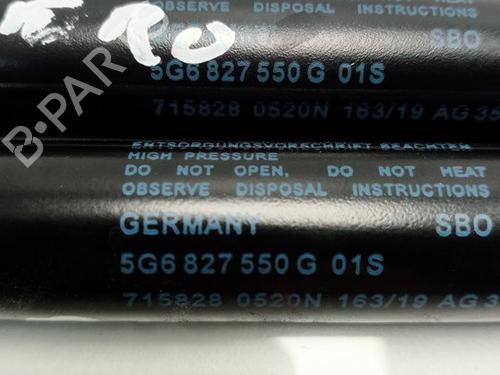 OBSERVE DISPOSAL INSTRUCTIONS
SBO
5G6 827 550 G 01S
715828 0520N 163/19 AG 35
B-PARTS
ENTSORGUNGSVORSCHRIFT BEACHTEN
HIGH PRESSURE
DO NOT OPEN, DO NOT HEAT
OBSERVE DISPOSAL INSTRUCTIONS
GERMANY SBO
5G6 827 550 G 01S
715828 0520N 163/19 AG 35